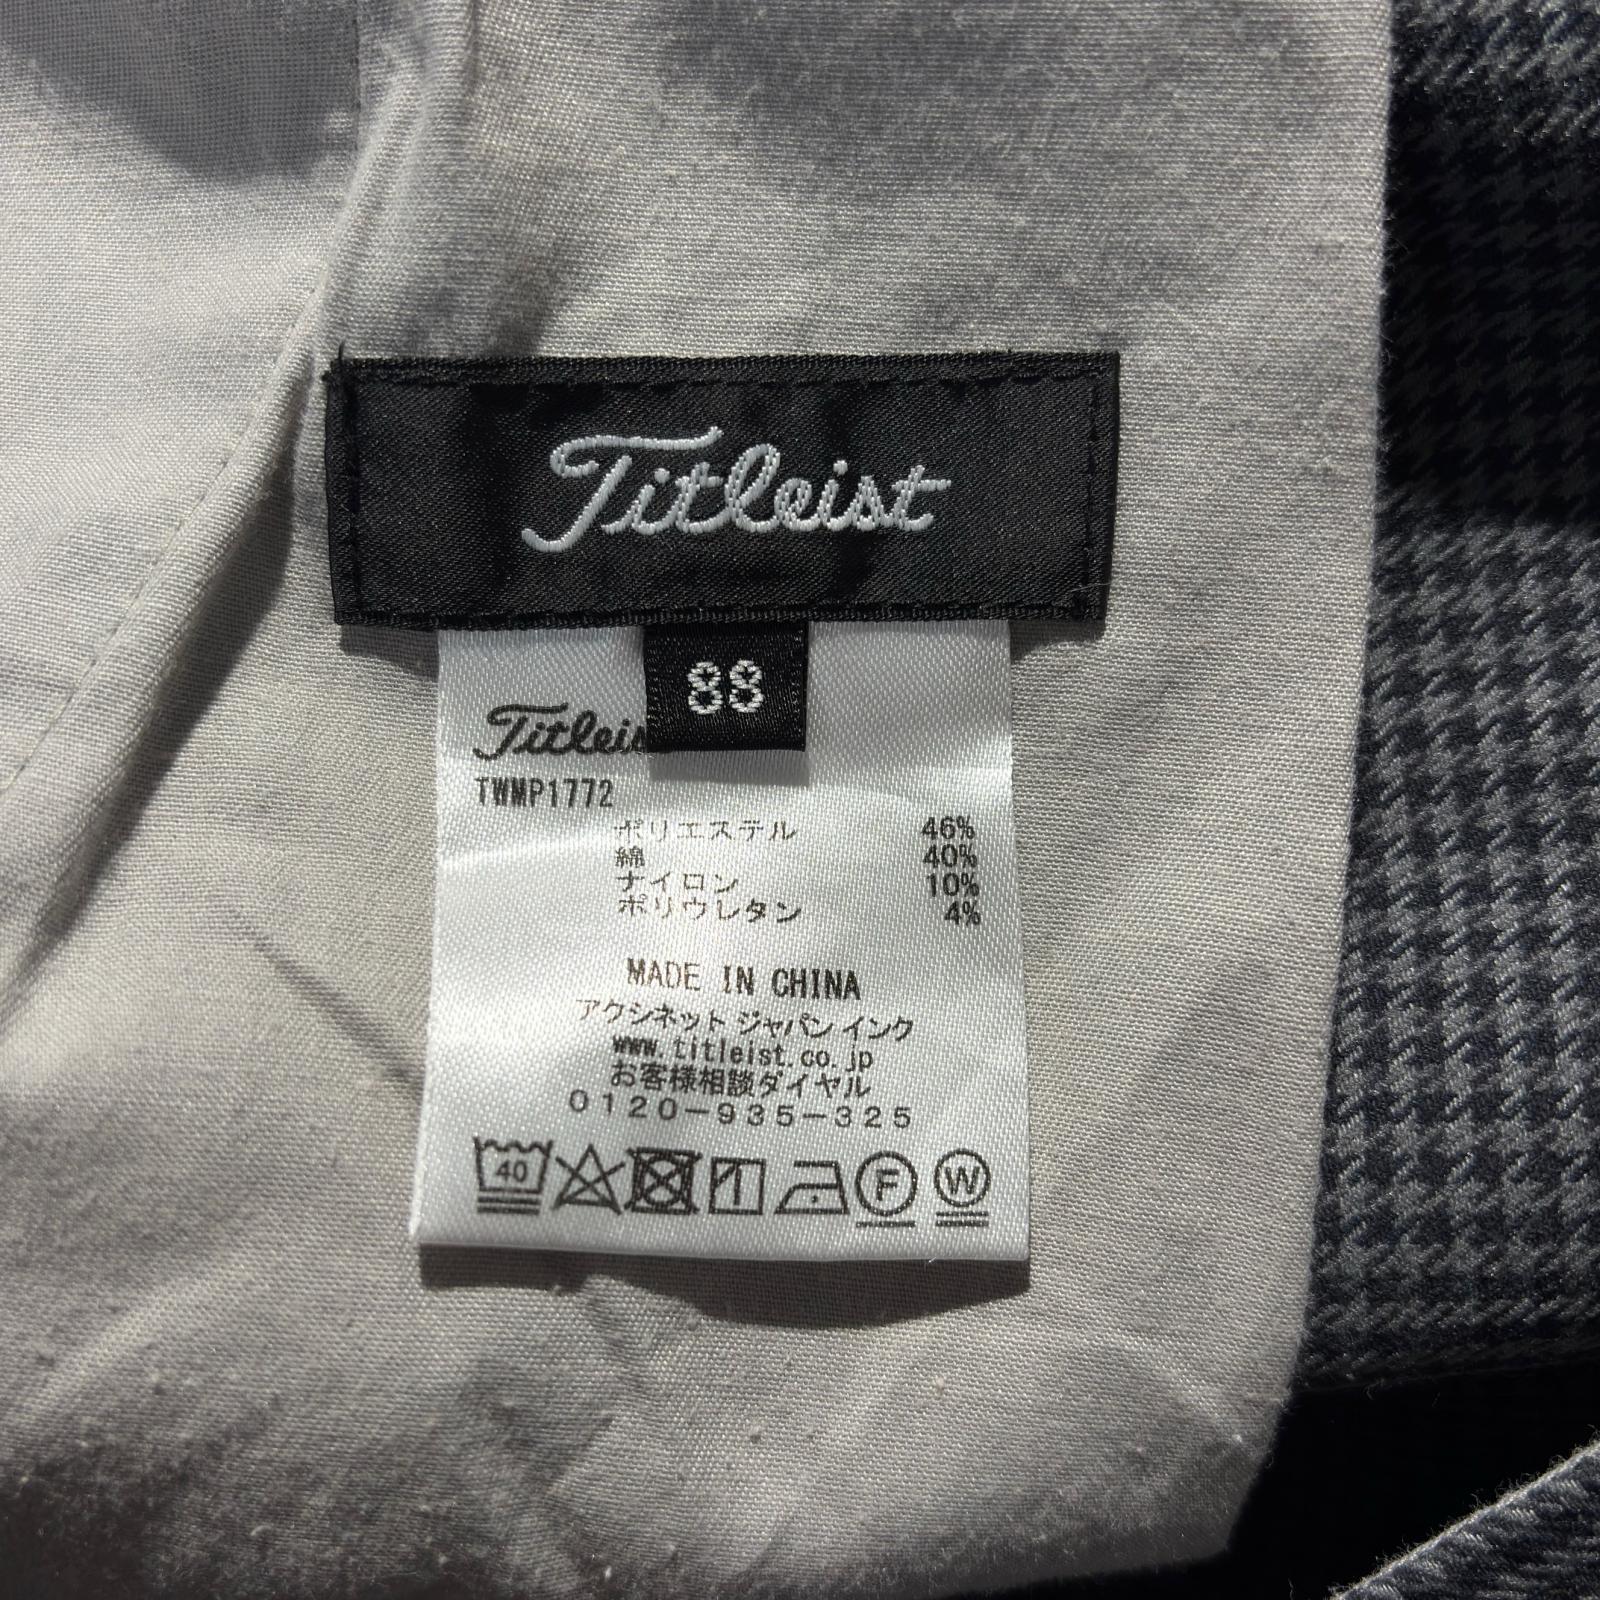 Titleist
88
Titleis
TWMP1772
ポリエステル 46%
綿 40%
ナイロン 10%
ポリウレタン 4%
MADE IN CHINA
アクシネット ジャパン インク
www.titleist.co.jp
お客様相談ダイヤル
0120-935-325
40 F W